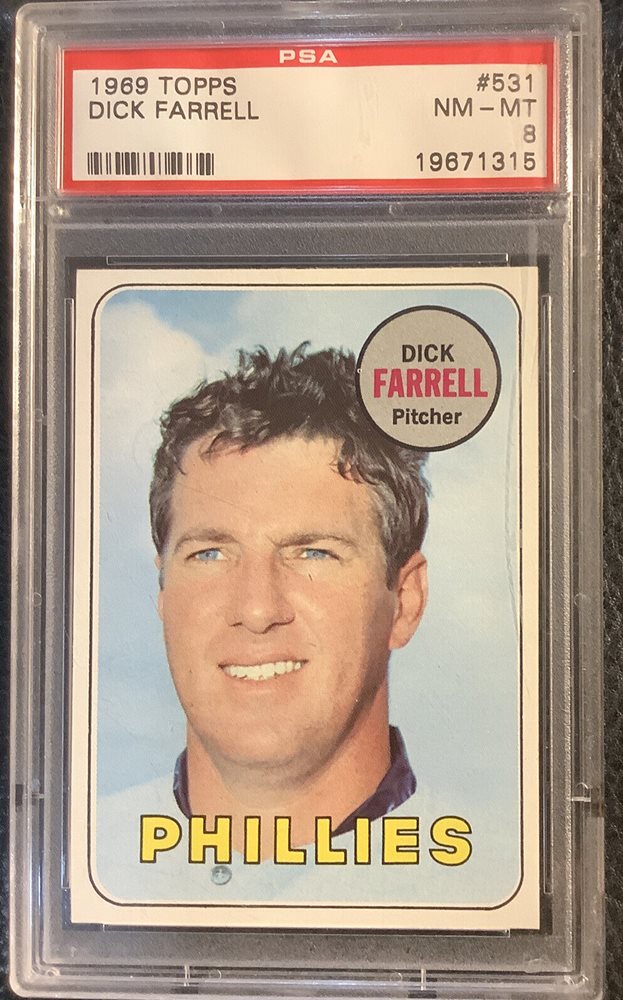 PSA
1969 TOPPS #531
DICK FARRELL NM - MT
8
19671315
DICK
FARRELL
Pitcher
PHILLIES